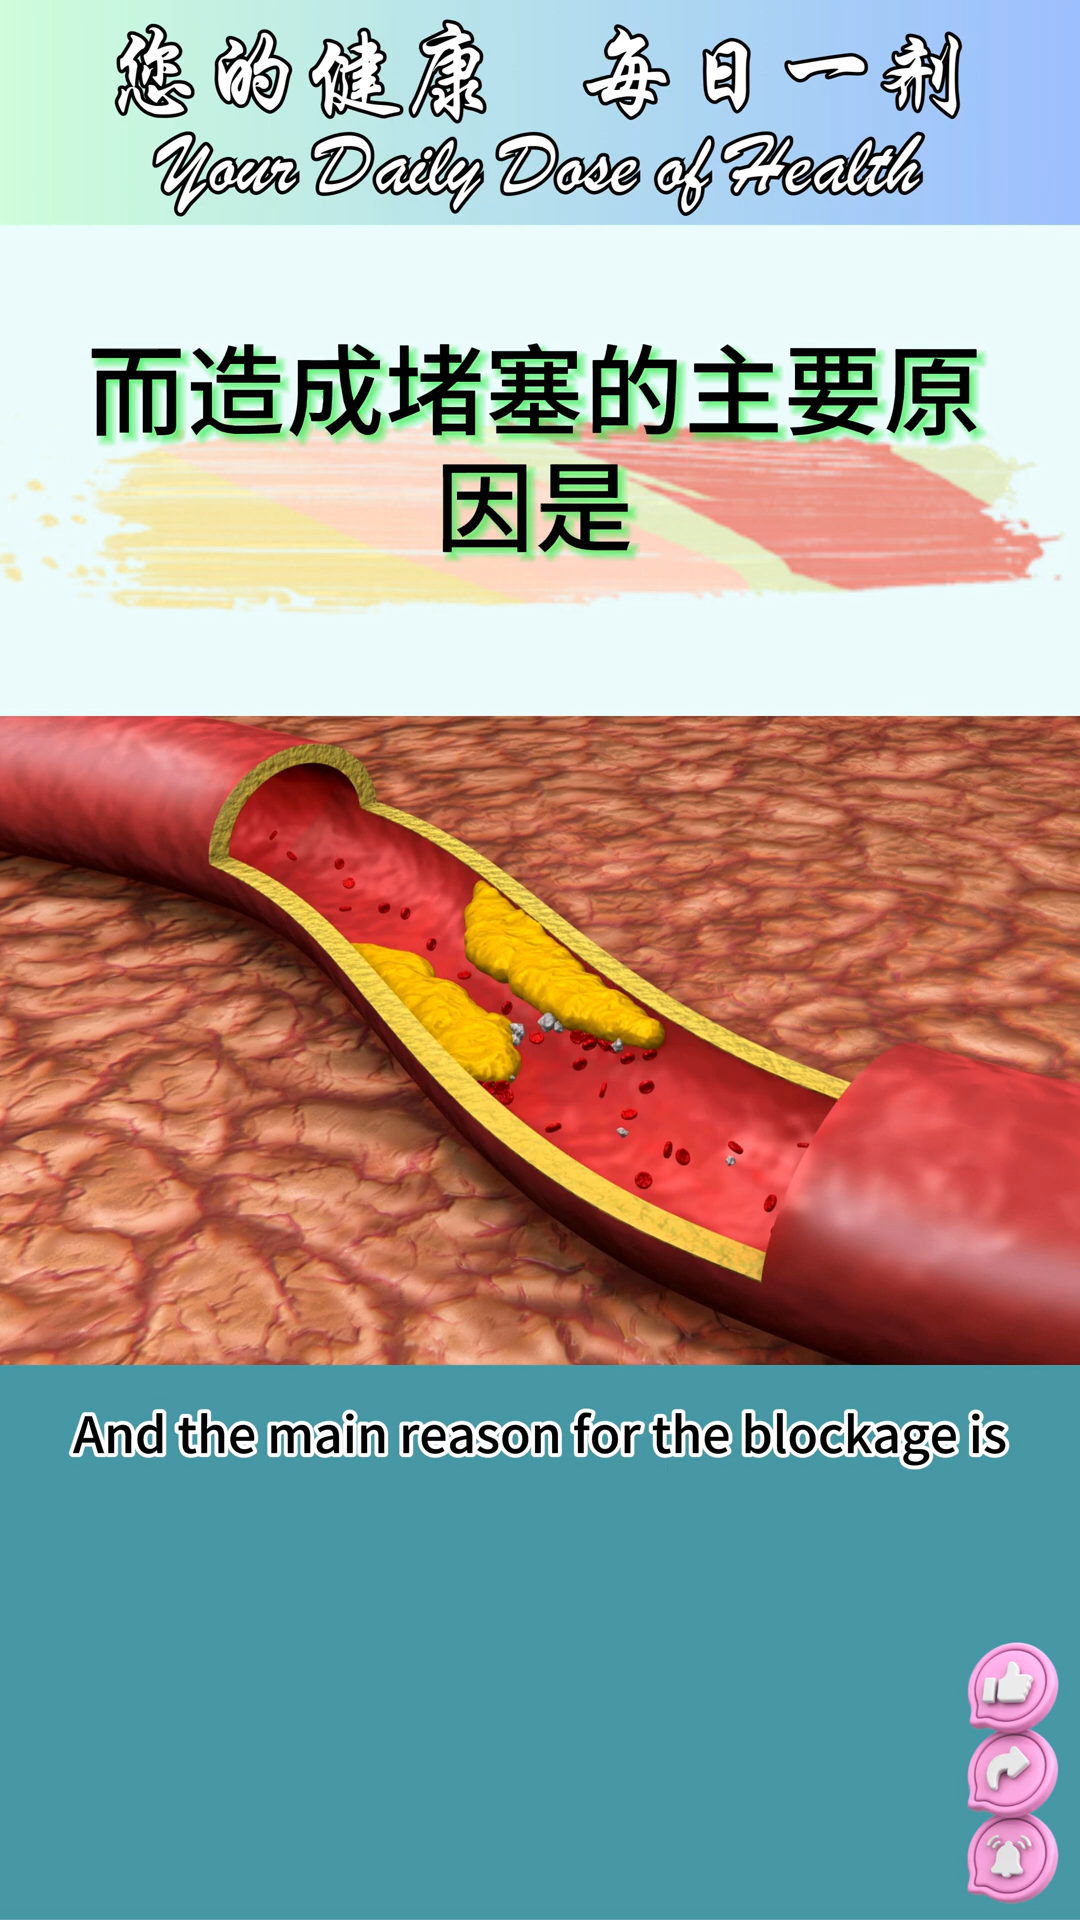 您的健康 每日一剂
Your Daily Dose of Health
而造成堵塞的主要原
因是
And the main reason for the blockage is